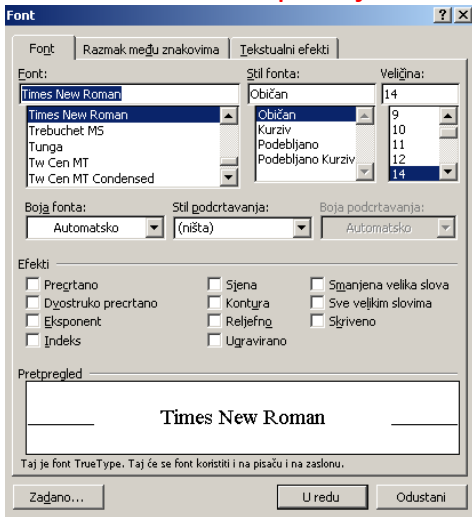 Font
Font Razmak među znakovima Tekstualni efekti
Font: Stil fonta: Veličina:
Times New Roman Običan 14
Times New Roman Običan 9
Trebuchet MS Kurziv 10
Tunga Podebljano 11
Tw Cen MT Podebljano Kurziv 12
Tw Cen MT Condensed 14
Boja fonta: Stil podcrtavanja: Boja podcrtavanja:
Automatsko (ništa) Automatsko
Efekti
Precrtano Sjena Smanjena velika slova
Dvostruko precrtano Kontura Sve velikim slovima
Eksponent Reljefno Skriveno
Indeks Ugravirano
Pretpregled
Times New Roman
Taj je font TrueType. Taj će se font koristiti i na pisaču i na zaslonu.
Zadano... U redu Odustani